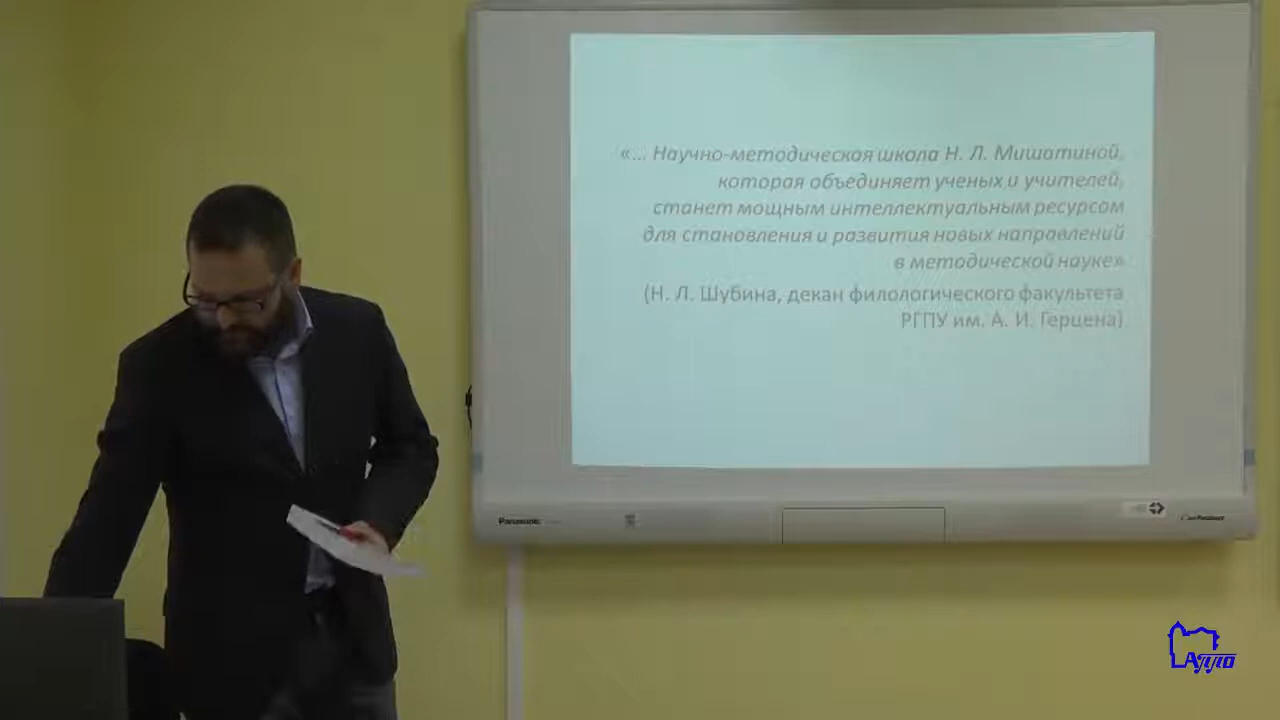 «... Научно-методическая школа Н. Л. Мишатиной,
которая объединяет ученых и учителей,
станет мощным интеллектуальным ресурсом
для становления и развития новых направлений
в методической науке»
(Н. Л. Шубина, декан филологического факультета
РГПУ им. А. И. Герцена)
Panasonic